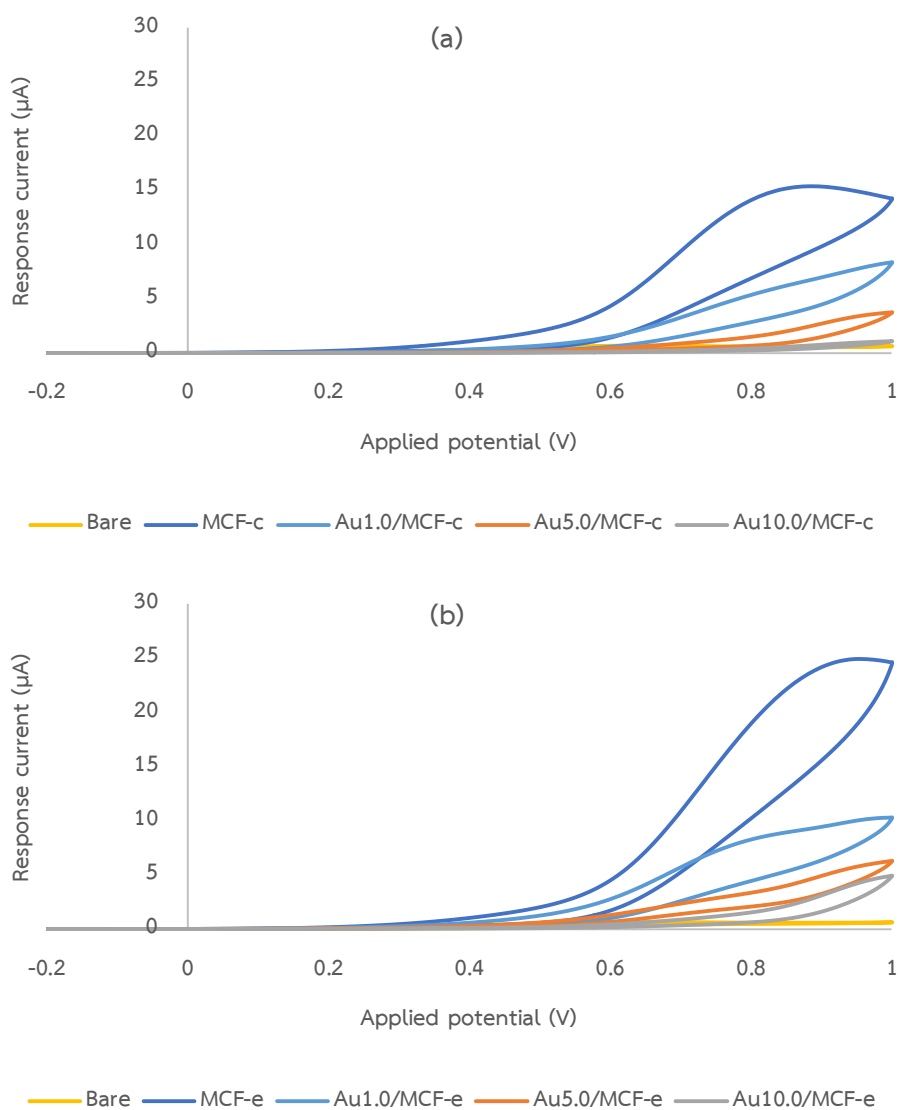 (a)
30
25
20
15
10
5
0
Response current (µA)
-0.2 0 0.2 0.4 0.6 0.8 1
Applied potential (V)
Bare MCF-c Au1.0/MCF-c Au5.0/MCF-c Au10.0/MCF-c
(b)
30
25
20
15
10
5
0
Response current (µA)
-0.2 0 0.2 0.4 0.6 0.8 1
Applied potential (V)
Bare MCF-e Au1.0/MCF-e Au5.0/MCF-e Au10.0/MCF-e